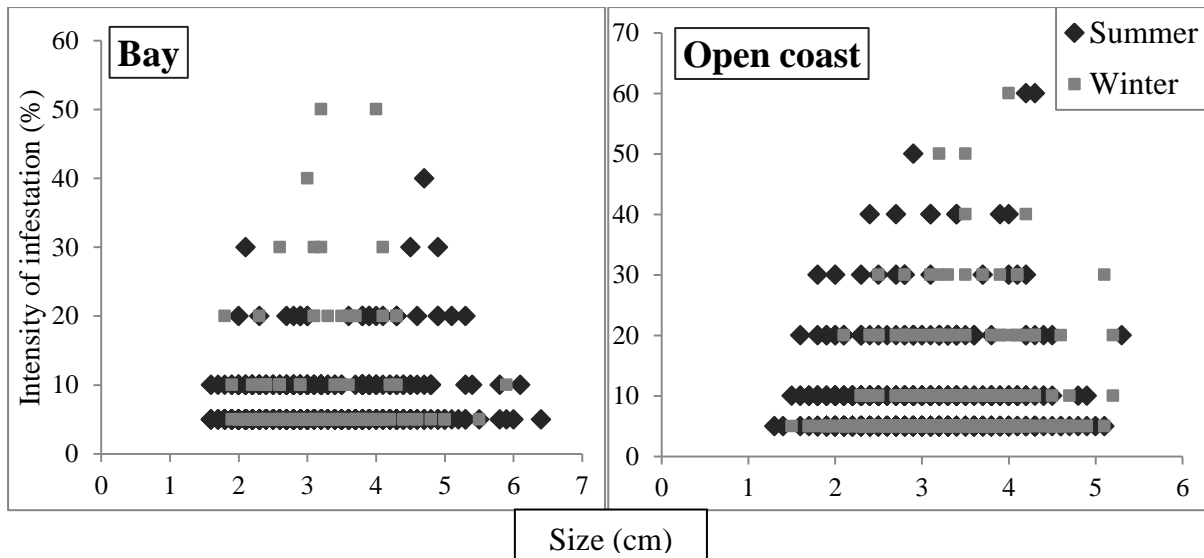 Bay
Intensity of infestation (%)
60
50
40
30
20
10
0
0 1 2 3 4 5 6 7
Open coast
Summer
Winter
70
60
50
40
30
20
10
0
0 1 2 3 4 5 6
Size (cm)